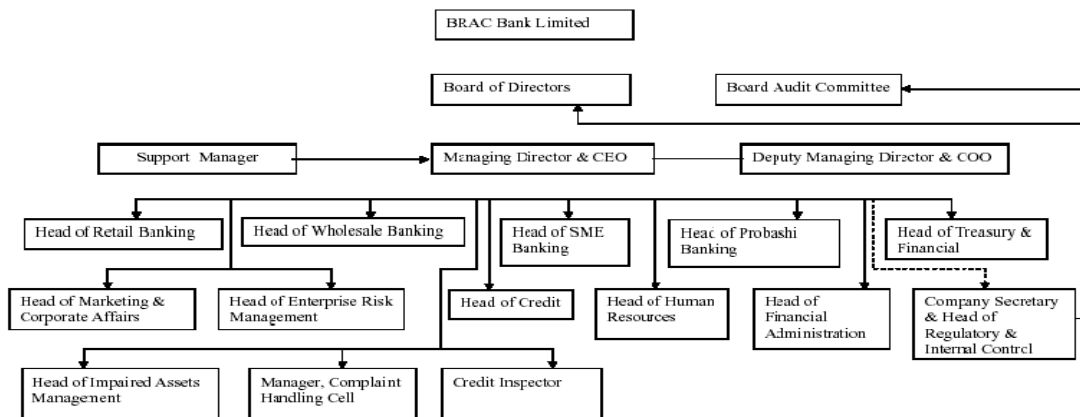 BRAC Bank Limited
Board of Directors
Board Audit Committee
Support Manager
Managing Director & CEO
Deputy Managing Director & COO
Head of Retail Banking
Head of Wholesale Banking
Head of SME
Banking
Head of Probashi
Banking
Head of Treasury &
Financial
Head of Marketing &
Corporate Affairs
Head of Enterprise Risk
Management
Head of Credit
Head of Human
Resources
Head of
Financial
Administration
Company Secretary
& Head of
Regulatory &
Internal Control
Head of Impaired Assets
Management
Manager, Complaint
Handling Cell
Credit Inspector